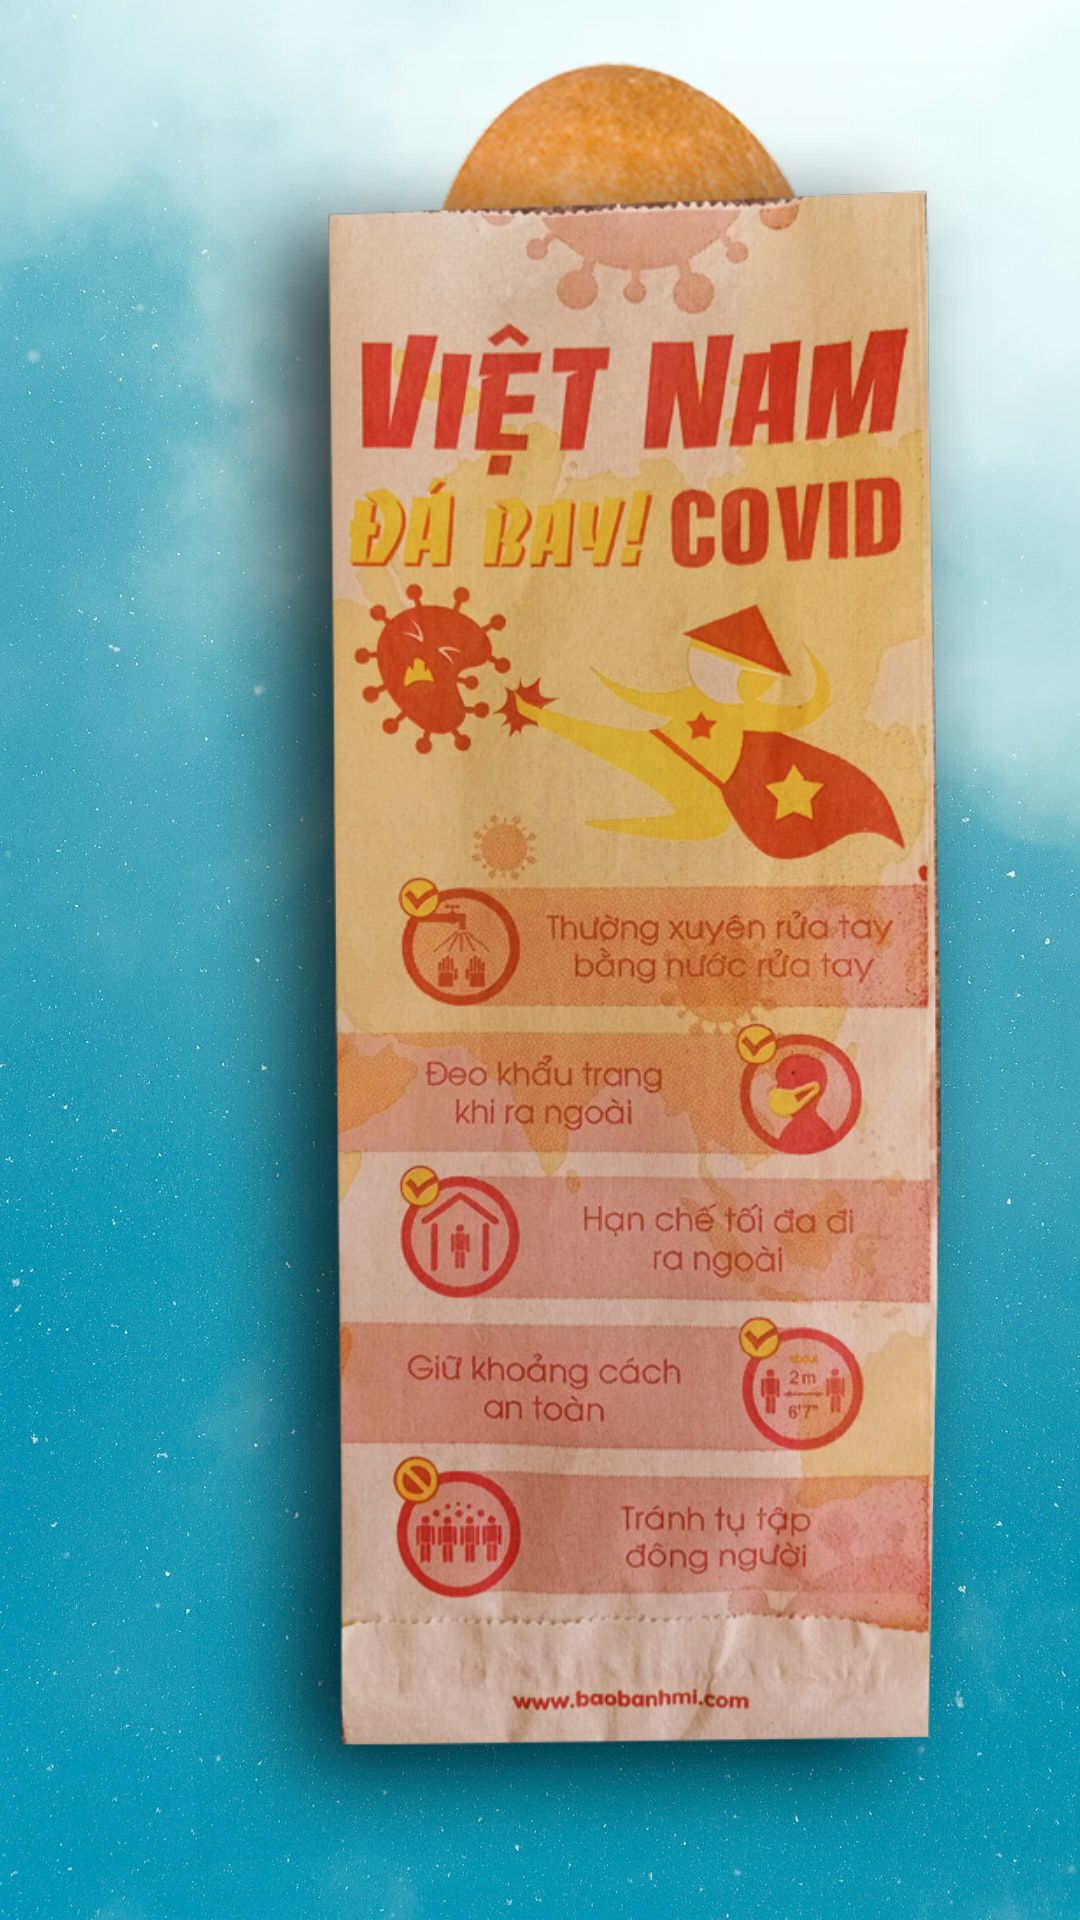 VIỆT NAM
ĐÁ BAY! COVID
Thường xuyên rửa tay
bằng nước rửa tay
Đeo khẩu trang
khi ra ngoài
Hạn chế tối đa đi
ra ngoài
Giữ khoảng cách
an toàn
about
2m
6'7"
Tránh tụ tập
đông người
www.baobanhmi.com